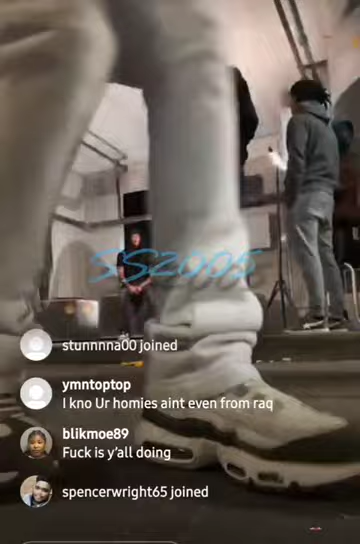 SS2005
stunnnna00 joined
ymntoptop
I kno Ur homies aint even from raq
blikmoe89
Fuck is y'all doing
spencerwright65 joined